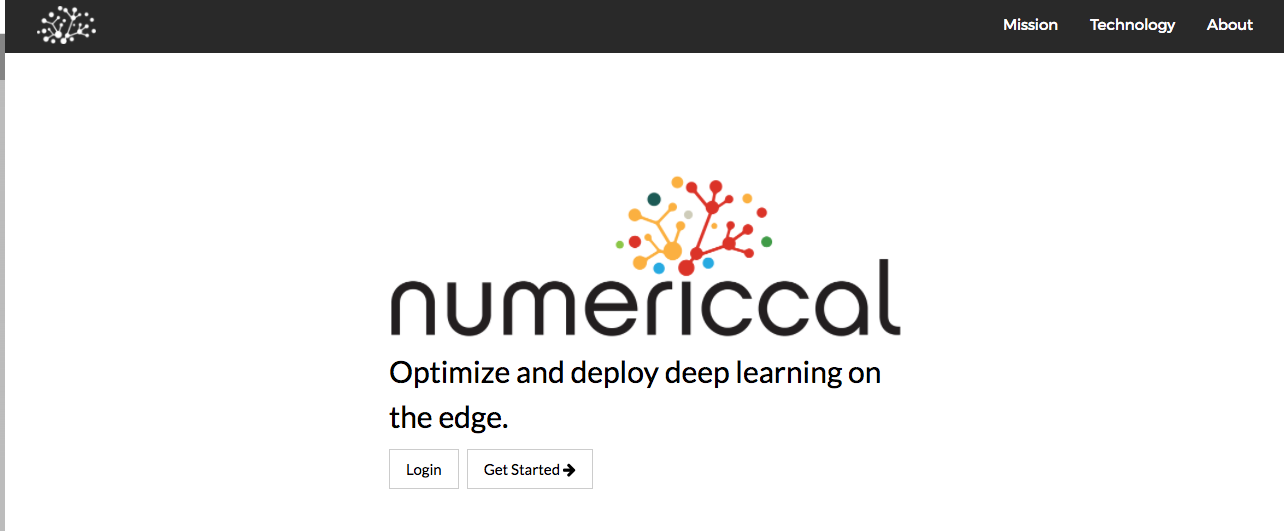 Mission Technology About
numericcal
Optimize and deploy deep learning on
the edge.
Login Get Started